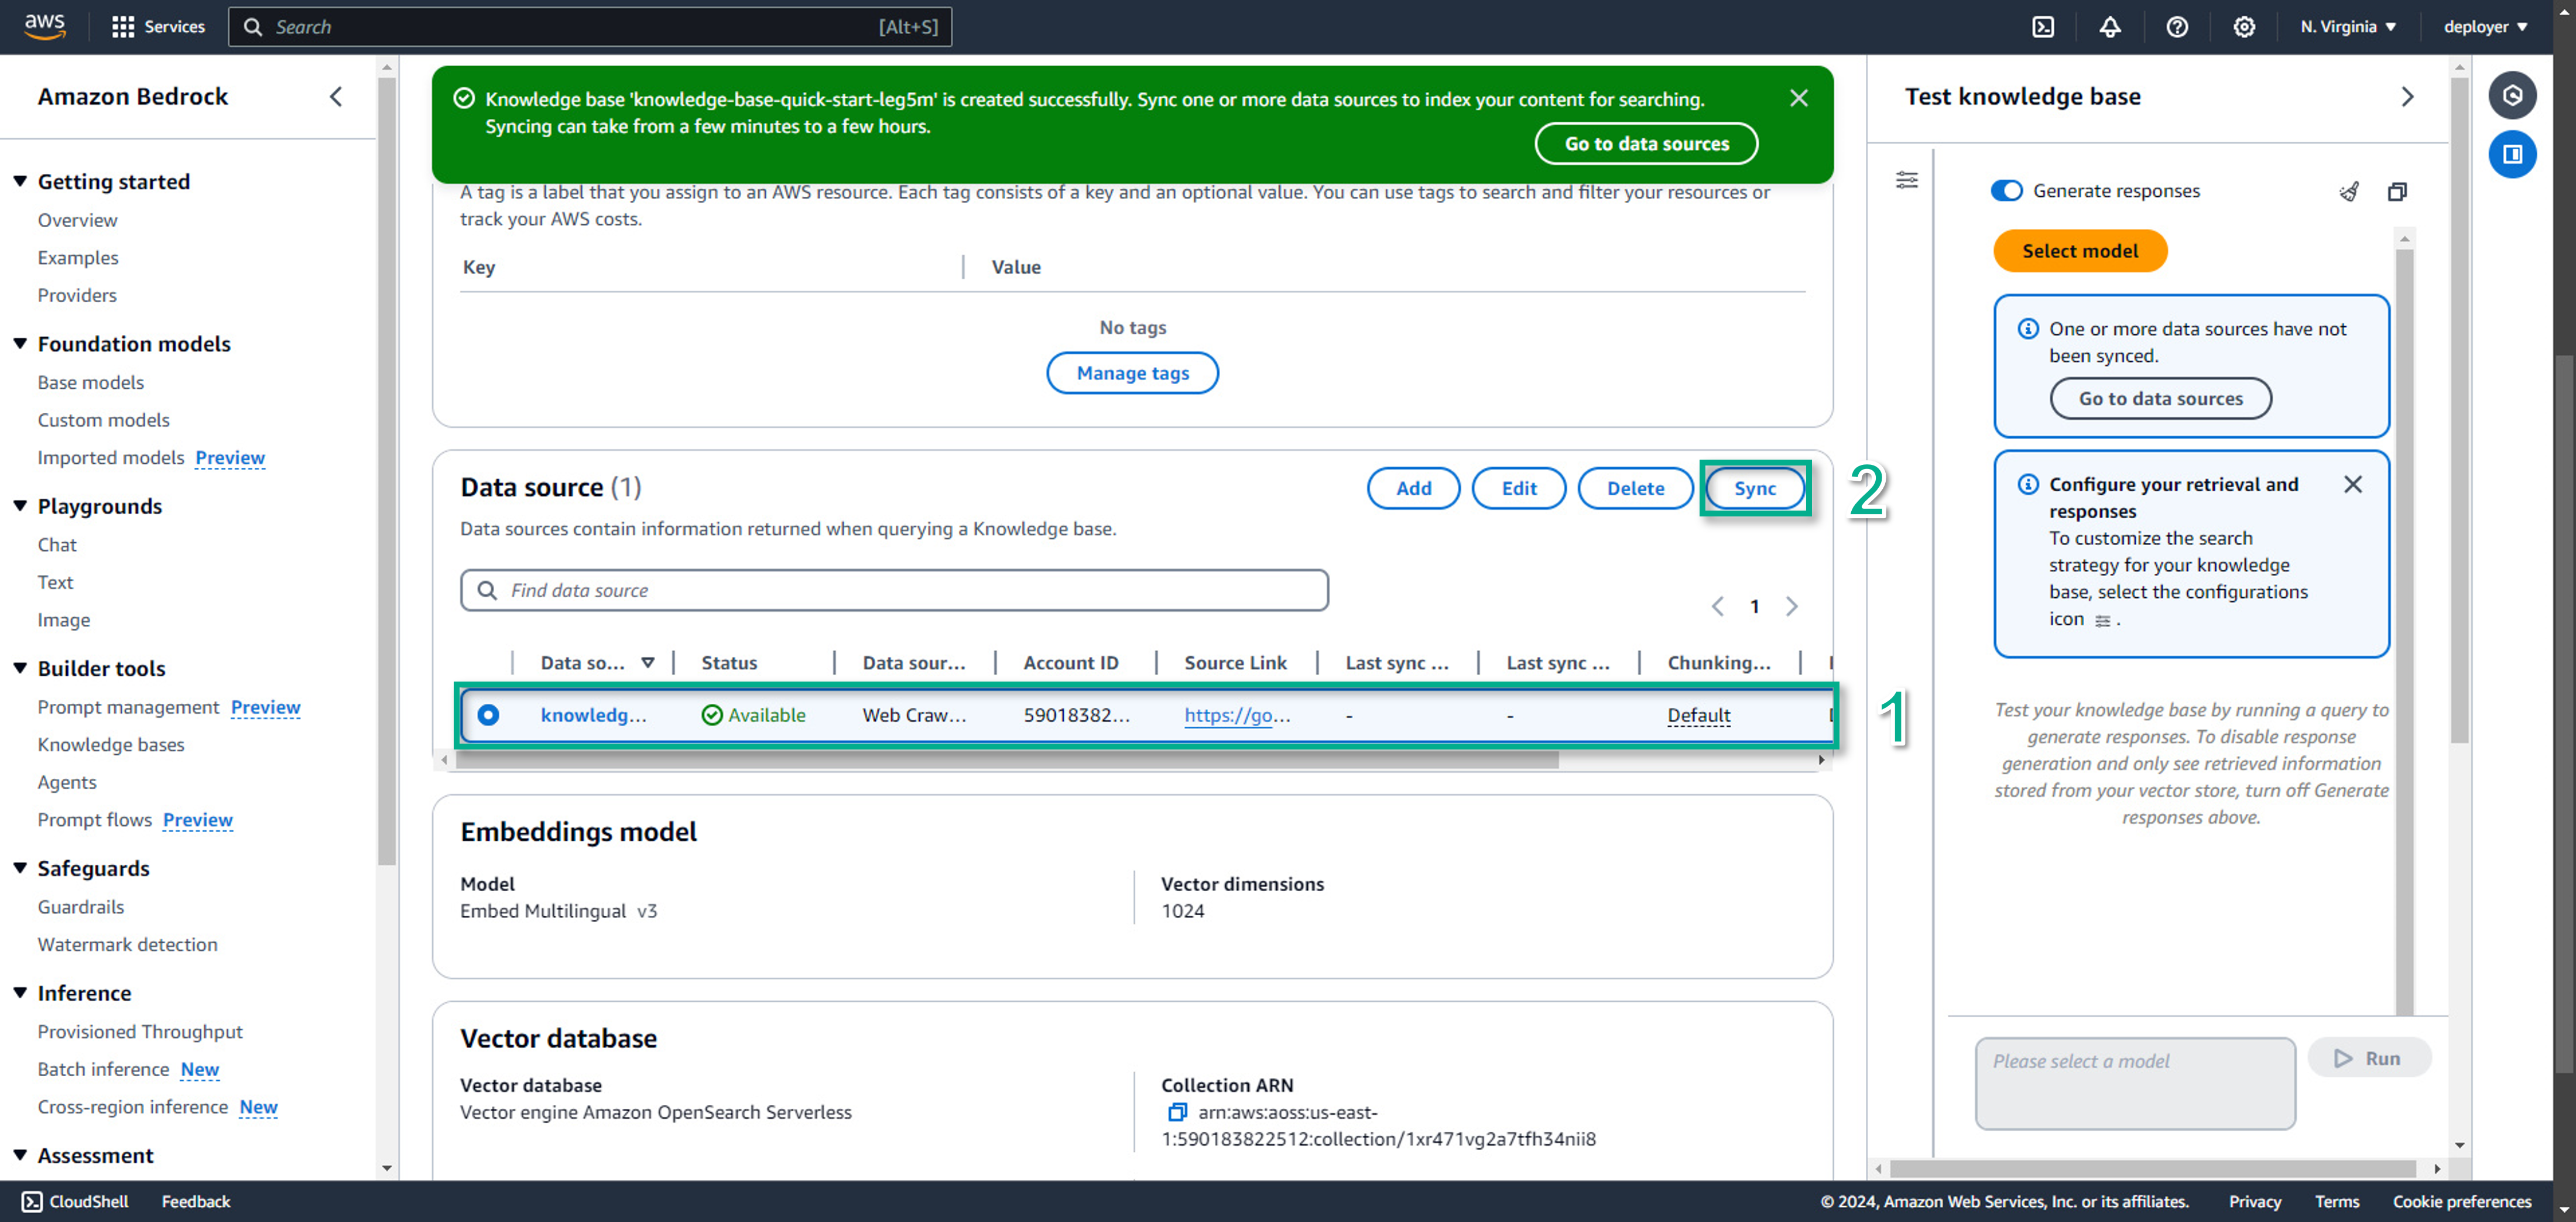 aws
Services
Search
[Alt+S]
N. Virginia ▼
deployer ▼
Amazon Bedrock
Getting started
Overview
Examples
Providers
Foundation models
Base models
Custom models
Imported models Preview
Playgrounds
Chat
Text
Image
Builder tools
Prompt management Preview
Knowledge bases
Agents
Prompt flows Preview
Safeguards
Guardrails
Watermark detection
Inference
Provisioned Throughput
Batch inference New
Cross-region inference New
Assessment
Knowledge base 'knowledge-base-quick-start-leg5m' is created successfully. Sync one or more data sources to index your content for searching.
Syncing can take from a few minutes to a few hours.
Go to data sources
A tag is a label that you assign to an AWS resource. Each tag consists of a key and an optional value. You can use tags to search and filter your resources or
track your AWS costs.
Key
Value
No tags
Manage tags
Data source (1)
Add
Edit
Delete
Sync
2
Data sources contain information returned when querying a Knowledge base.
Find data source
1
Data so...
Status
Data sour...
Account ID
Source Link
Last sync ...
Last sync ...
Chunking...
knowledg...
Available
Web Craw...
59018382...
https://go...
-
-
Default
1
Embeddings model
Model
Embed Multilingual v3
Vector dimensions
1024
Vector database
Vector database
Vector engine Amazon OpenSearch Serverless
Collection ARN
arn:aws:aoss:us-east-
1:590183822512:collection/1xr471vg2a7tfh34nii8
Test knowledge base
Generate responses
Select model
One or more data sources have not
been synced.
Go to data sources
Configure your retrieval and
responses
To customize the search
strategy for your knowledge
base, select the configurations
icon .
Test your knowledge base by running a query to
generate responses. To disable response
generation and only see retrieved information
stored from your vector store, turn off Generate
responses above.
Please select a model
Run
CloudShell
Feedback
© 2024, Amazon Web Services, Inc. or its affiliates.
Privacy
Terms
Cookie preferences